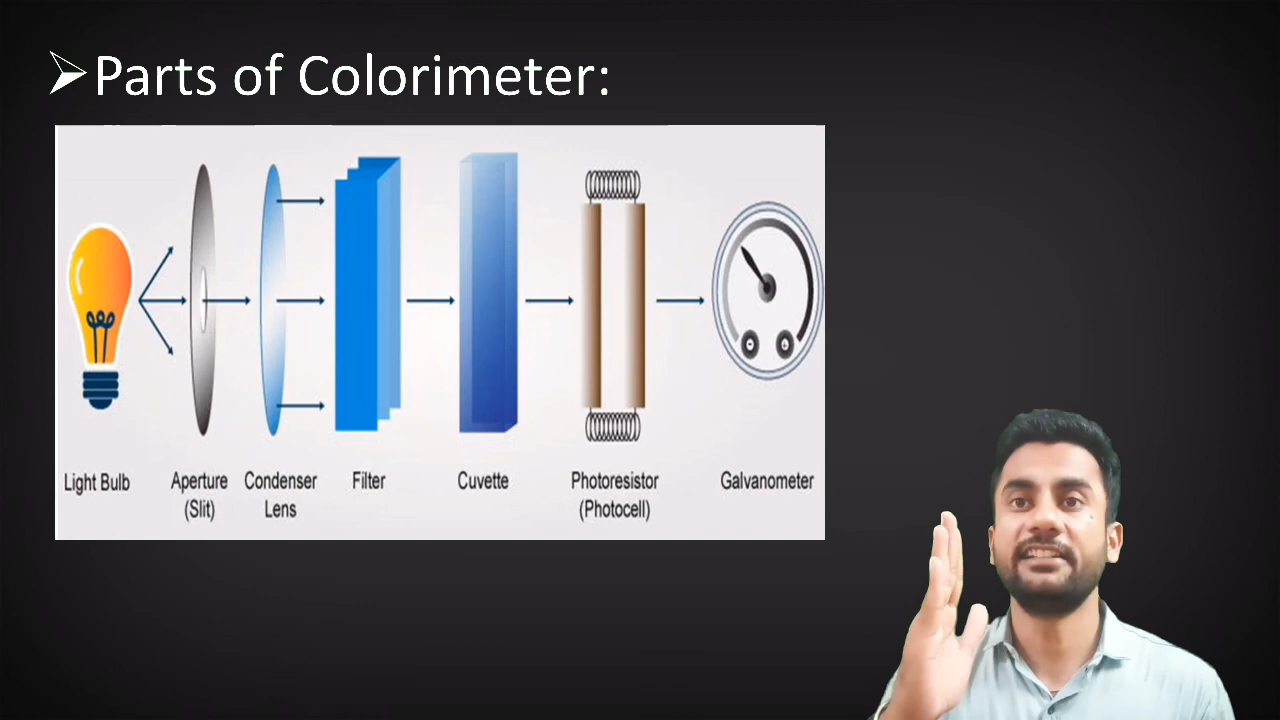 ➢Parts of Colorimeter:
Light Bulb
Aperture
(Slit)
Condenser
Lens
Filter
Cuvette
Photoresistor
(Photocell)
Galvanometer